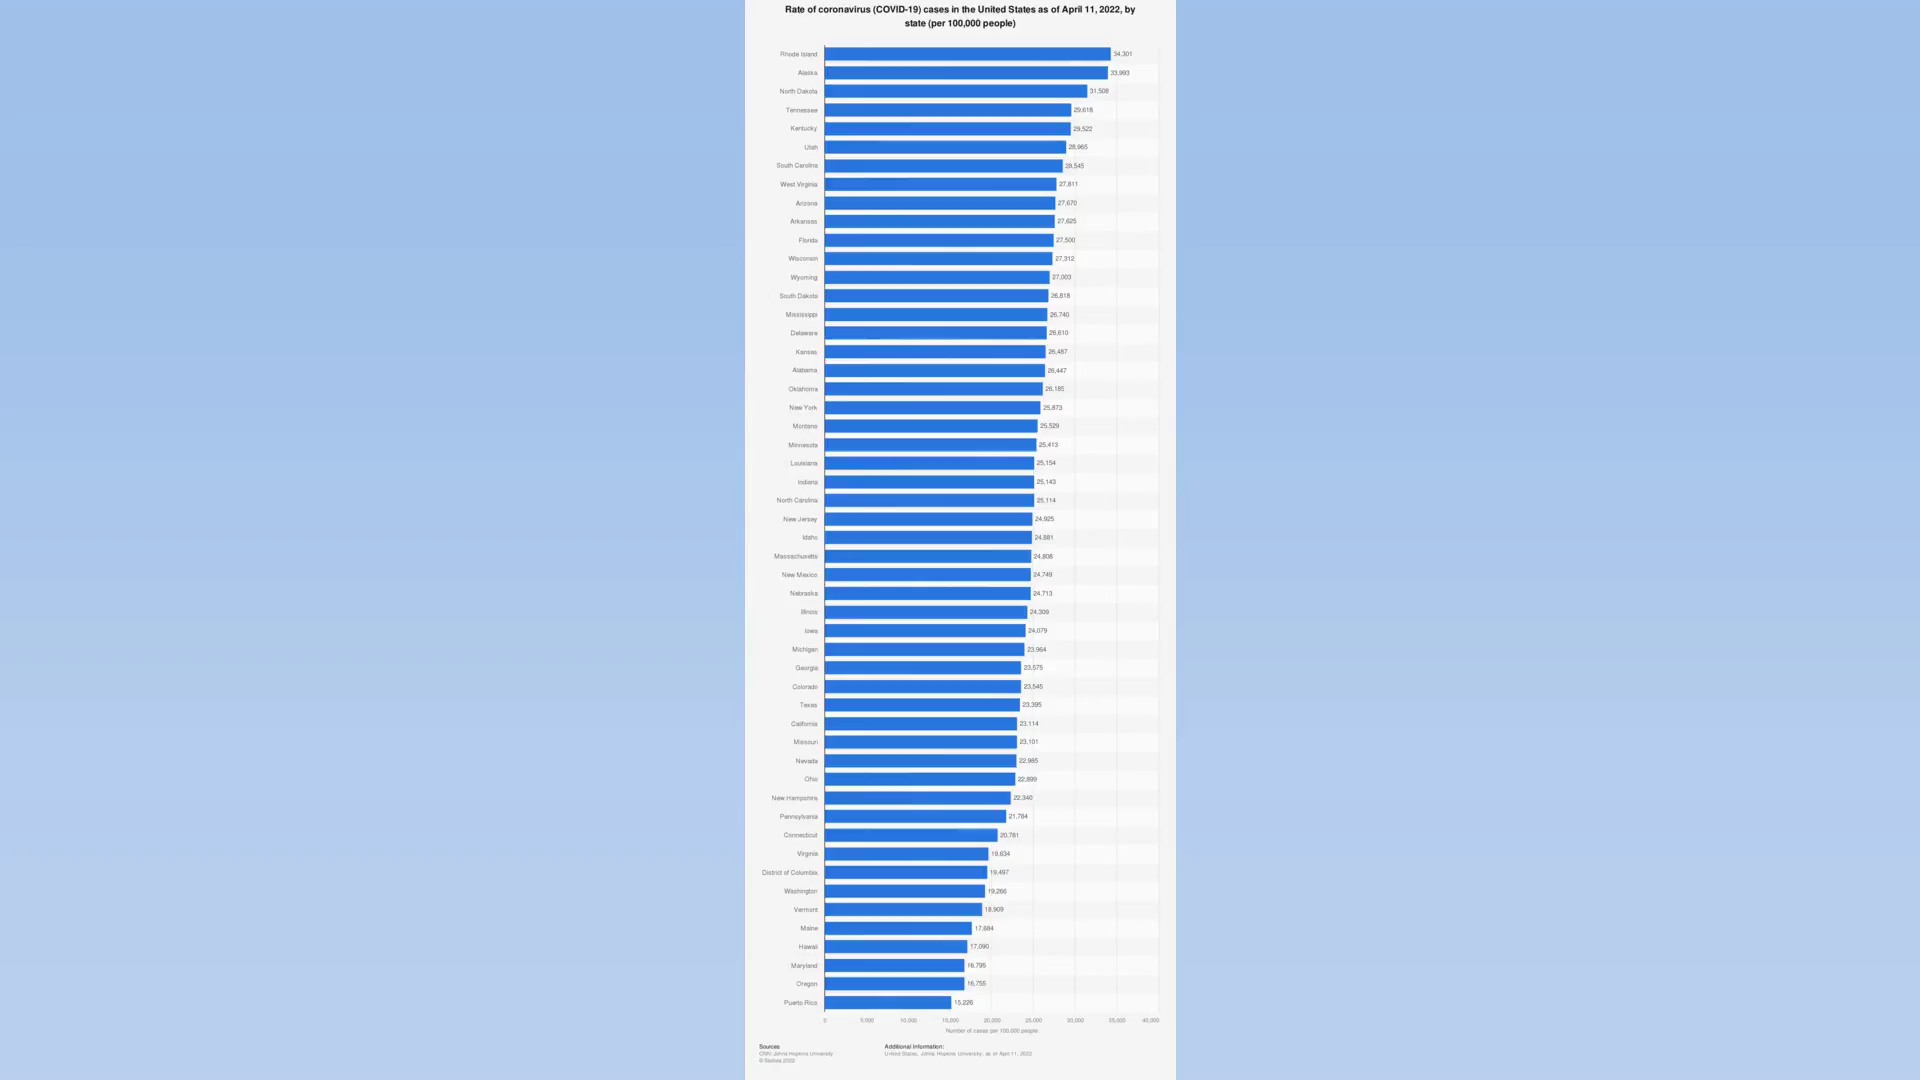 Rate of coronavirus (COVID-19) cases in the United States as of April 11, 2022, by
state (per 100,000 people)
Rhode Island 34,301
Alaska 33,993
North Dakota 31,508
Tennessee 29,618
Kentucky 29,522
Utah 28,965
South Carolina 28,545
West Virginia 27,811
Arizona 27,670
Arkansas 27,625
Florida 27,500
Wisconsin 27,312
Wyoming 27,003
South Dakota 26,818
Mississippi 26,740
Delaware 26,610
Kansas 26,487
Alabama 26,447
Oklahoma 26,185
New York 25,873
Montana 25,529
Minnesota 25,413
Louisiana 25,154
Indiana 25,143
North Carolina 25,114
New Jersey 24,925
Idaho 24,881
Massachusetts 24,808
New Mexico 24,749
Nebraska 24,713
Illinois 24,309
Iowa 24,079
Michigan 23,964
Georgia 23,575
Colorado 23,545
Texas 23,395
California 23,114
Missouri 23,101
Nevada 22,985
Ohio 22,899
New Hampshire 22,340
Pennsylvania 21,784
Connecticut 20,781
Virginia 19,634
District of Columbia 19,497
Washington 19,266
Vermont 18,909
Maine 17,684
Hawaii 17,090
Maryland 16,795
Oregon 16,755
Puerto Rico 15,226
0 5,000 10,000 15,000 20,000 25,000 30,000 35,000 40,000
Number of cases per 100,000 people
Sources Additional Information:
CNN; Johns Hopkins University United States; Johns Hopkins University; as of April 11, 2022
© Statista 2022